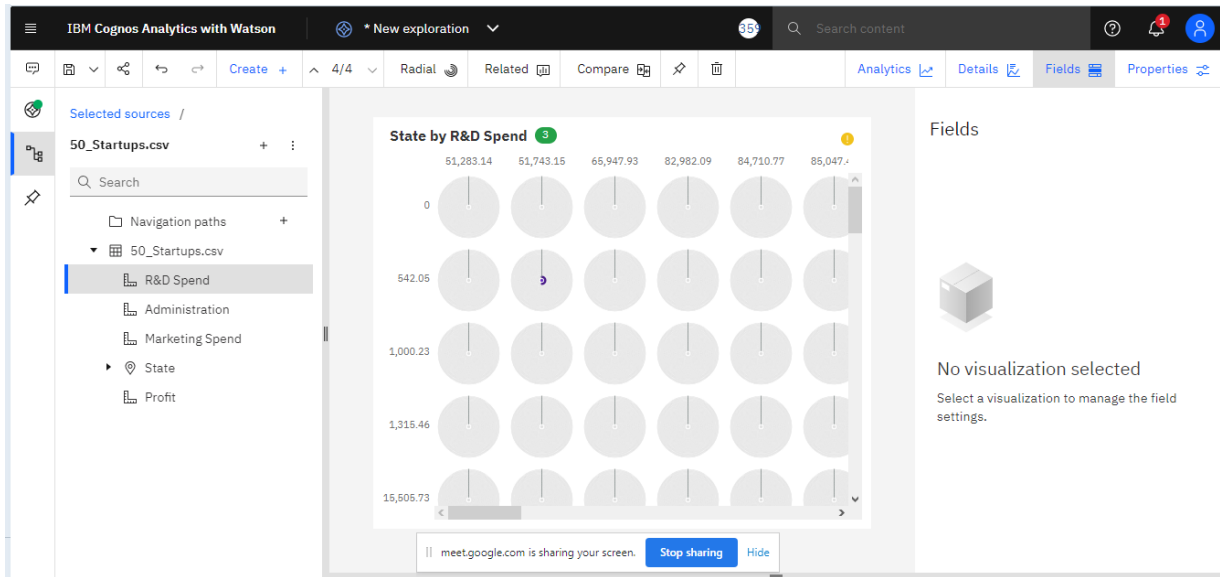 IBM Cognos Analytics with Watson
* New exploration
359
Search content
1
Create +
4/4
Radial
Related
Compare
Analytics
Details
Fields
Properties
Selected sources /
50_Startups.csv
Search
Navigation paths
50_Startups.csv
R&D Spend
Administration
Marketing Spend
State
Profit
State by R&D Spend 3
51,283.14 51,743.15 65,947.93 82,982.09 84,710.77 85,047.4
0
542.05
1,000.23
1,315.46
15,505.73
Fields
No visualization selected
Select a visualization to manage the field
settings.
meet.google.com is sharing your screen. Stop sharing Hide